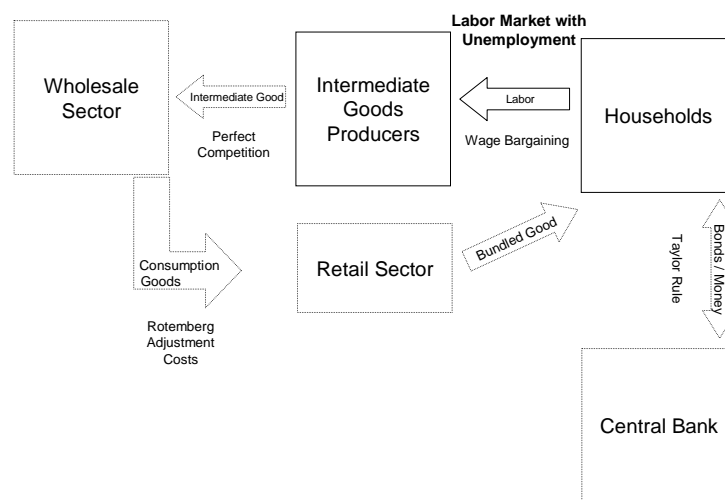 Labor Market with
Unemployment
Wholesale
Sector
Intermediate Good
Perfect
Competition
Intermediate
Goods
Producers
Labor
Wage Bargaining
Households
Consumption
Goods
Rotemberg
Adjustment
Costs
Retail Sector
Bundled Good
Taylor Rule
Bonds / Money
Central Bank